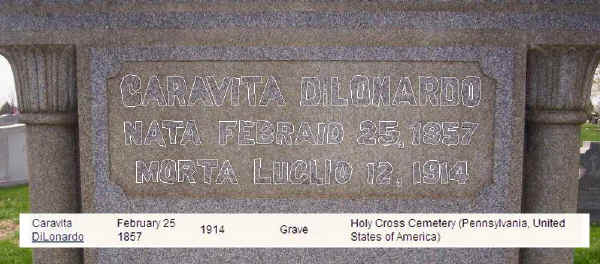 CARAVITA DILONARDO
NATA FEBRAIO 25, 1857
MORTA LUGLIO 12, 1914
Caravita DiLonardo February 25 1857 1914 Grave Holy Cross Cemetery (Pennsylvania, United States of America)